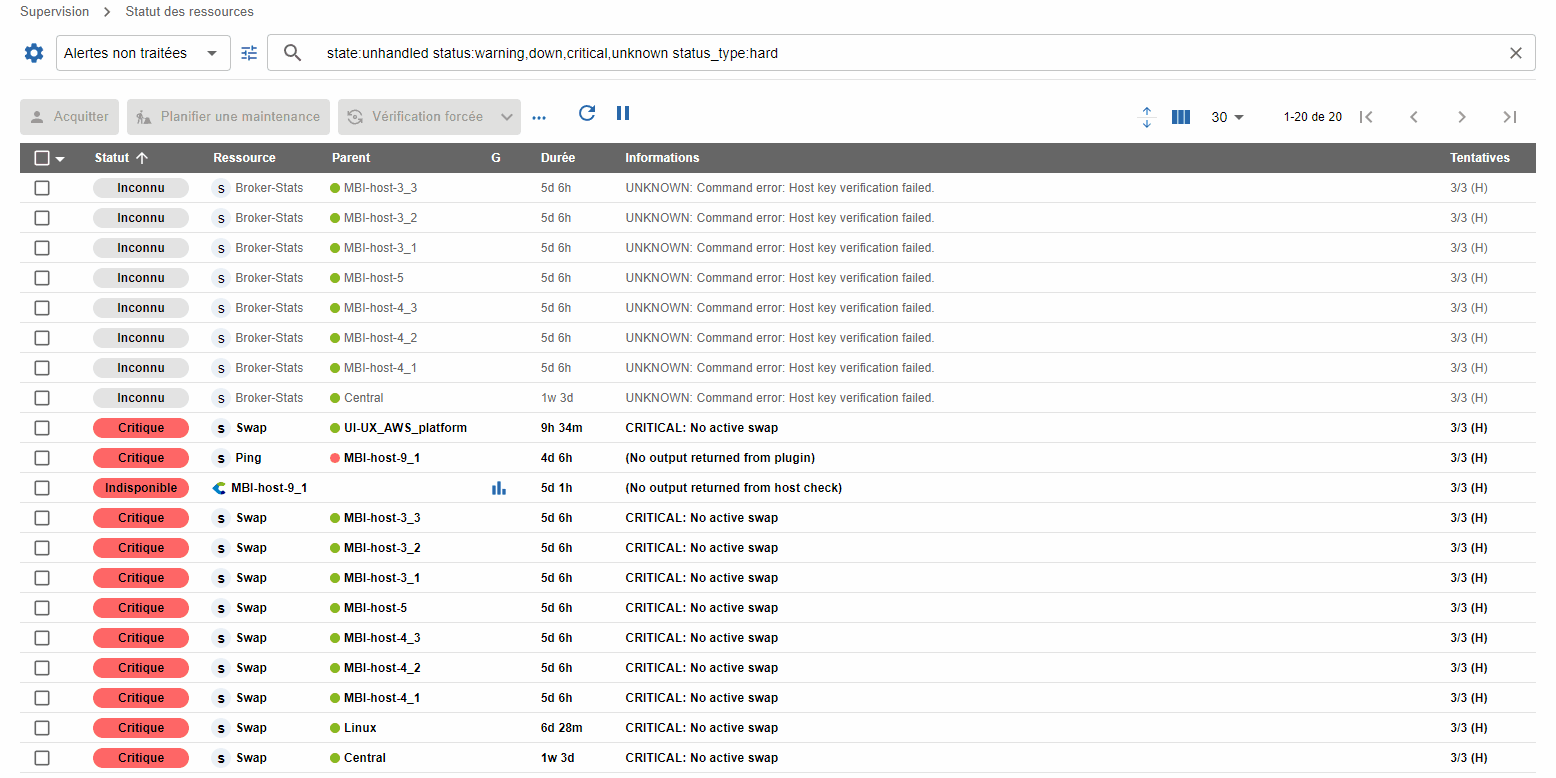 Supervision > Statut des ressources
Alertes non traitées state:unhandled status:warning,down,critical,unknown status_type:hard
Acquitter Planifier une maintenance Vérification forcée ... 30 1-20 de 20
Statut Ressource Parent G Durée Informations Tentatives
Inconnu S Broker-Stats MBI-host-3_3 5d 6h UNKNOWN: Command error: Host key verification failed. 3/3 (H)
Inconnu S Broker-Stats MBI-host-3_2 5d 6h UNKNOWN: Command error: Host key verification failed. 3/3 (H)
Inconnu S Broker-Stats MBI-host-3_1 5d 6h UNKNOWN: Command error: Host key verification failed. 3/3 (H)
Inconnu S Broker-Stats MBI-host-5 5d 6h UNKNOWN: Command error: Host key verification failed. 3/3 (H)
Inconnu S Broker-Stats MBI-host-4_3 5d 6h UNKNOWN: Command error: Host key verification failed. 3/3 (H)
Inconnu S Broker-Stats MBI-host-4_2 5d 6h UNKNOWN: Command error: Host key verification failed. 3/3 (H)
Inconnu S Broker-Stats MBI-host-4_1 5d 6h UNKNOWN: Command error: Host key verification failed. 3/3 (H)
Inconnu S Broker-Stats Central 1w 3d UNKNOWN: Command error: Host key verification failed. 3/3 (H)
Critique S Swap UI-UX_AWS_platform 9h 34m CRITICAL: No active swap 3/3 (H)
Critique S Ping MBI-host-9_1 4d 6h (No output returned from plugin) 3/3 (H)
Indisponible MBI-host-9_1 5d 1h (No output returned from host check) 3/3 (H)
Critique S Swap MBI-host-3_3 5d 6h CRITICAL: No active swap 3/3 (H)
Critique S Swap MBI-host-3_2 5d 6h CRITICAL: No active swap 3/3 (H)
Critique S Swap MBI-host-3_1 5d 6h CRITICAL: No active swap 3/3 (H)
Critique S Swap MBI-host-5 5d 6h CRITICAL: No active swap 3/3 (H)
Critique S Swap MBI-host-4_3 5d 6h CRITICAL: No active swap 3/3 (H)
Critique S Swap MBI-host-4_2 5d 6h CRITICAL: No active swap 3/3 (H)
Critique S Swap MBI-host-4_1 5d 6h CRITICAL: No active swap 3/3 (H)
Critique S Swap Linux 6d 28m CRITICAL: No active swap 3/3 (H)
Critique S Swap Central 1w 3d CRITICAL: No active swap 3/3 (H)